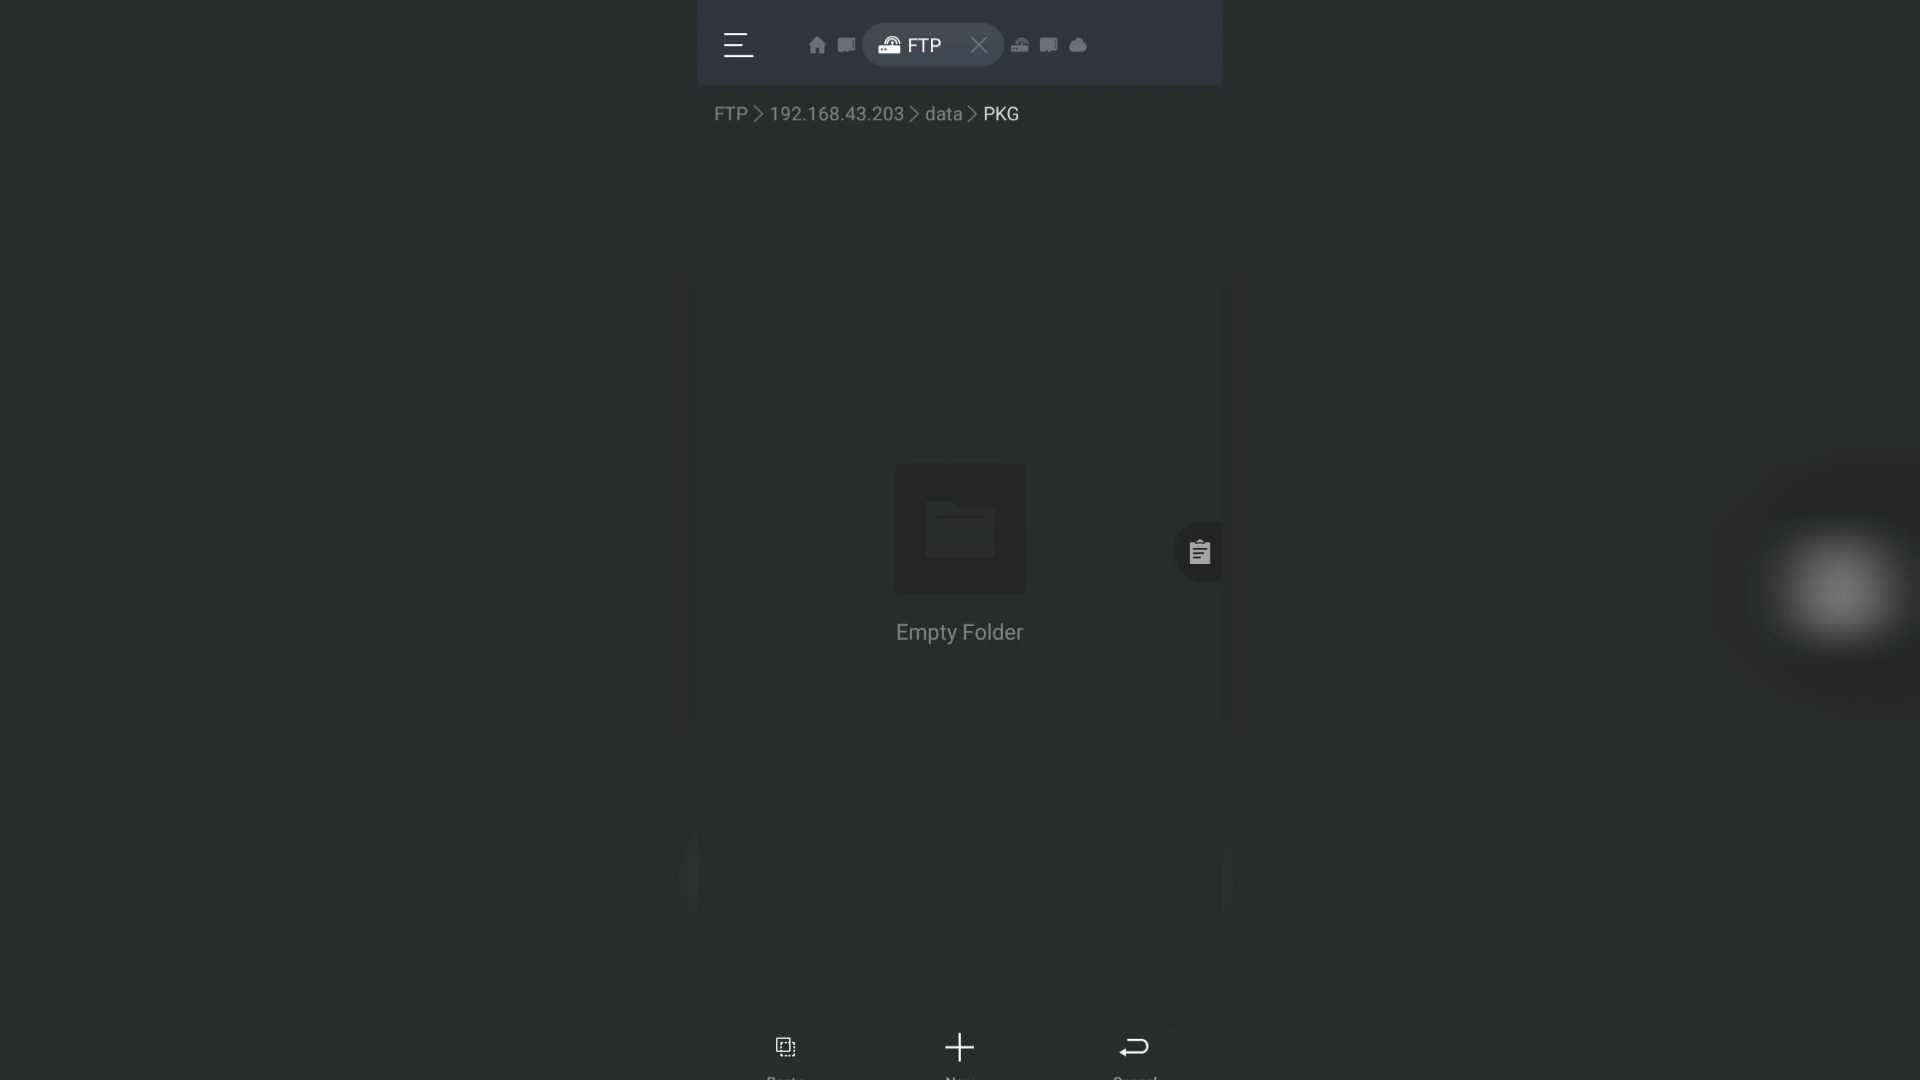 FTP
FTP > 192.168.43.203 > data > PKG
Empty Folder